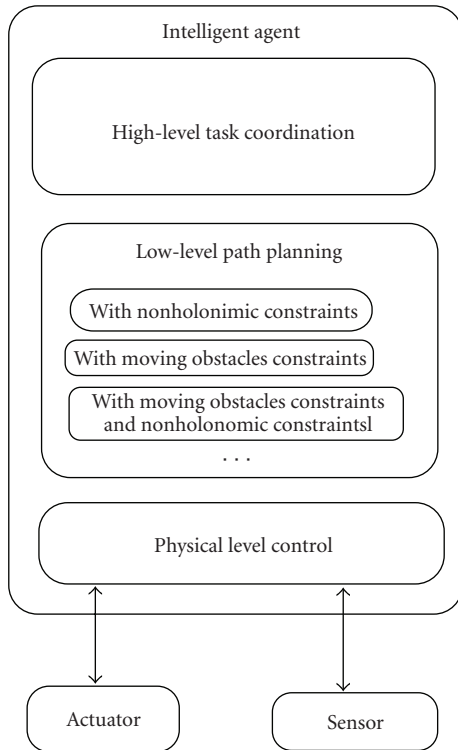 Intelligent agent
High-level task coordination
Low-level path planning
With nonholonimic constraints
With moving obstacles constraints
With moving obstacles constraints
and nonholonomic constraintsl
. . .
Physical level control
Actuator
Sensor